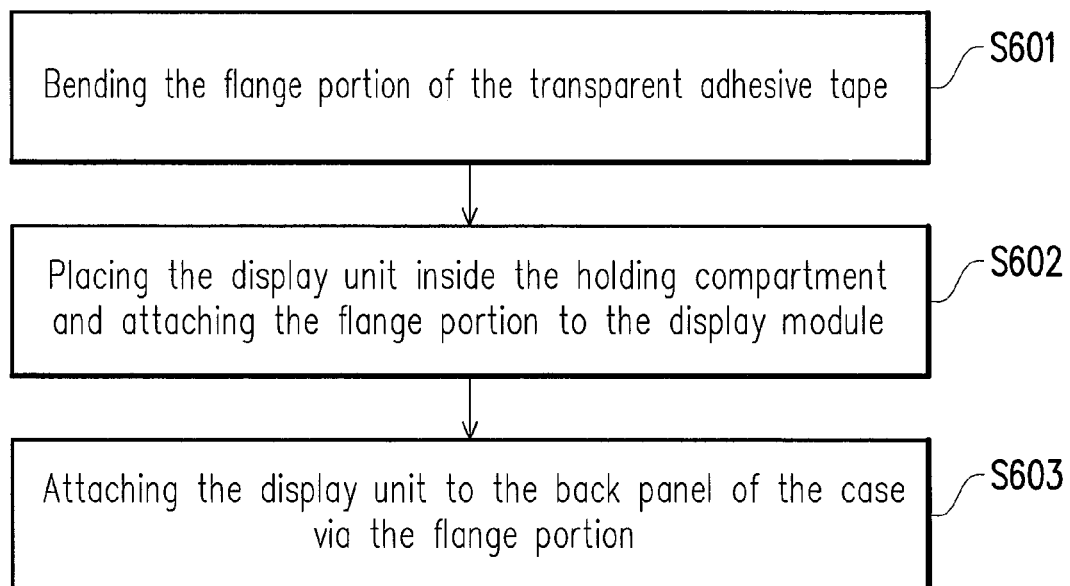 Bending the flange portion of the transparent adhesive tape
S601
Placing the display unit inside the holding compartment
and attaching the flange portion to the display module
S602
Attaching the display unit to the back panel of the case
via the flange portion
S603